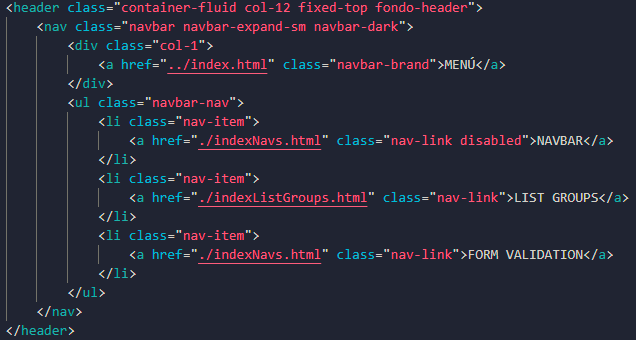 <header class="container-fluid col-12 fixed-top fondo-header">
<nav class="navbar navbar-expand-sm navbar-dark">
<div class="col-1">
<a href="../index.html" class="navbar-brand">MENÚ</a>
</div>
<ul class="navbar-nav">
<li class="nav-item">
<a href="./indexNavs.html" class="nav-link disabled">NAVBAR</a>
</li>
<li class="nav-item">
<a href="./indexListGroups.html" class="nav-link">LIST GROUPS</a>
</li>
<li class="nav-item">
<a href="./indexNavs.html" class="nav-link">FORM VALIDATION</a>
</li>
</ul>
</nav>
</header>